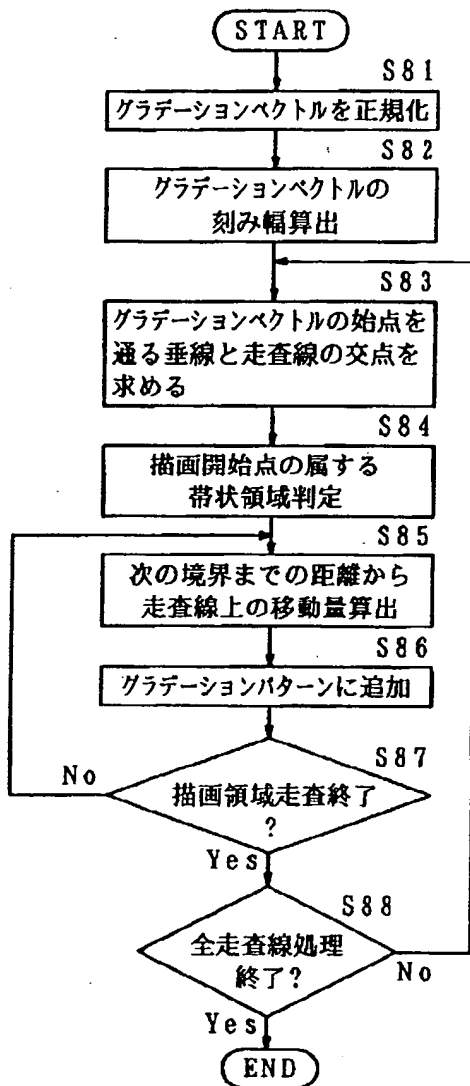 START
S81
グラデーションベクトルを正規化
S82
グラデーションベクトルの
刻み幅算出
S83
グラデーションベクトルの始点を
通る垂線と走査線の交点を
求める
S84
描画開始点の属する
帯状領域判定
S85
次の境界までの距離から
走査線上の移動量算出
S86
グラデーションパターンに追加
S87
No
描画領域走査終了
?
Yes
S88
全走査線処理
終了?
No
Yes
END